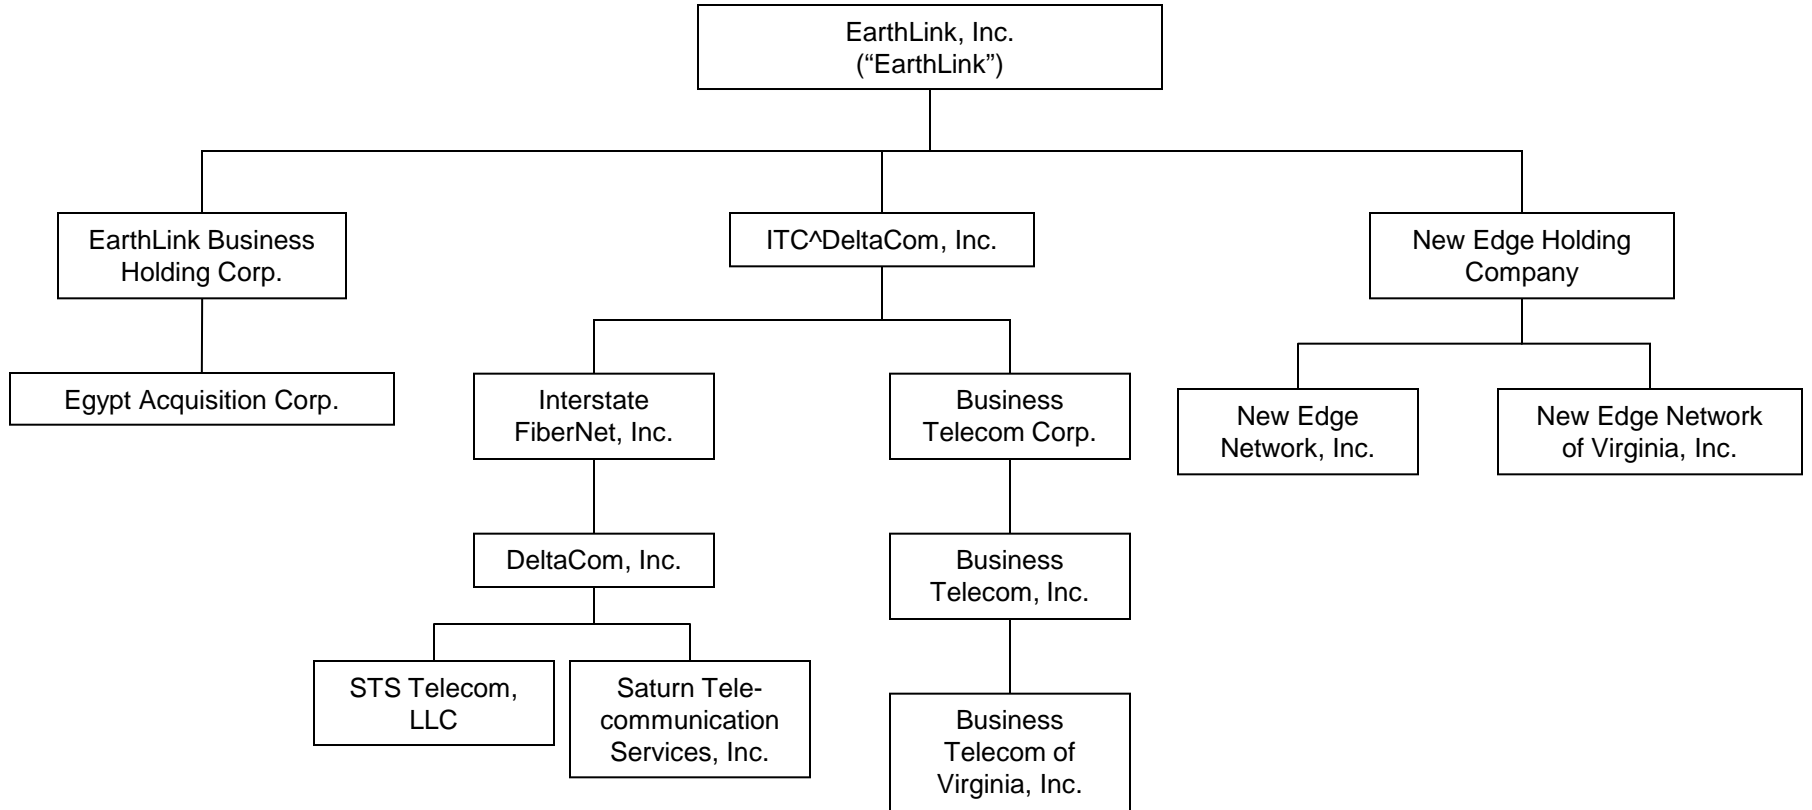 EarthLink, Inc.
(“EarthLink”)
EarthLink Business
Holding Corp.
ITC^DeltaCom, Inc.
New Edge Holding
Company
Egypt Acquisition Corp.
Interstate
FiberNet, Inc.
Business
Telecom Corp.
New Edge
Network, Inc.
New Edge Network
of Virginia, Inc.
DeltaCom, Inc.
Business
Telecom, Inc.
STS Telecom,
LLC
Saturn Tele-
communication
Services, Inc.
Business
Telecom of
Virginia, Inc.